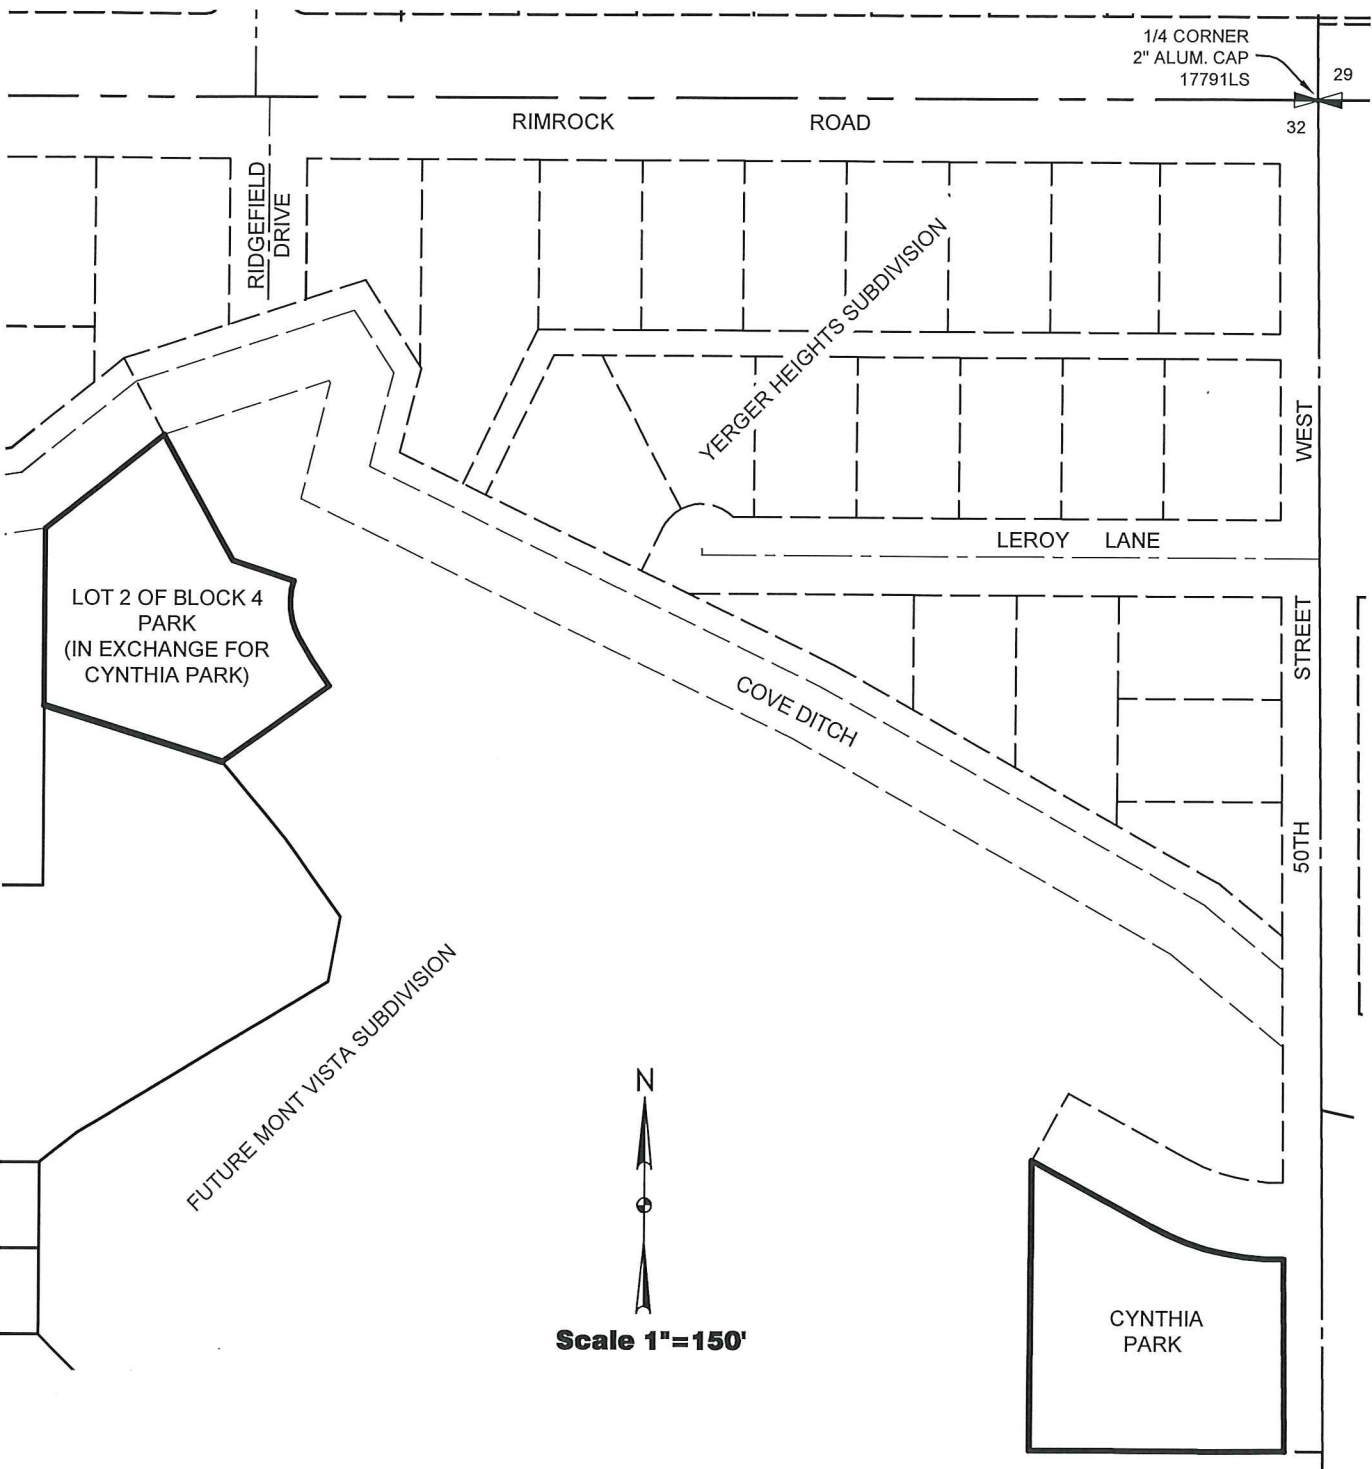 1/4 CORNER
2" ALUM. CAP
17791LS
29
32
RIMROCK ROAD
RIDGEFIELD
DRIVE
YERGER HEIGHTS SUBDIVISION
WEST
LEROY LANE
LOT 2 OF BLOCK 4
PARK
(IN EXCHANGE FOR
CYNTHIA PARK)
STREET
COVE DITCH
50TH
FUTURE MONT VISTA SUBDIVISION
N
Scale 1"=150'
CYNTHIA
PARK